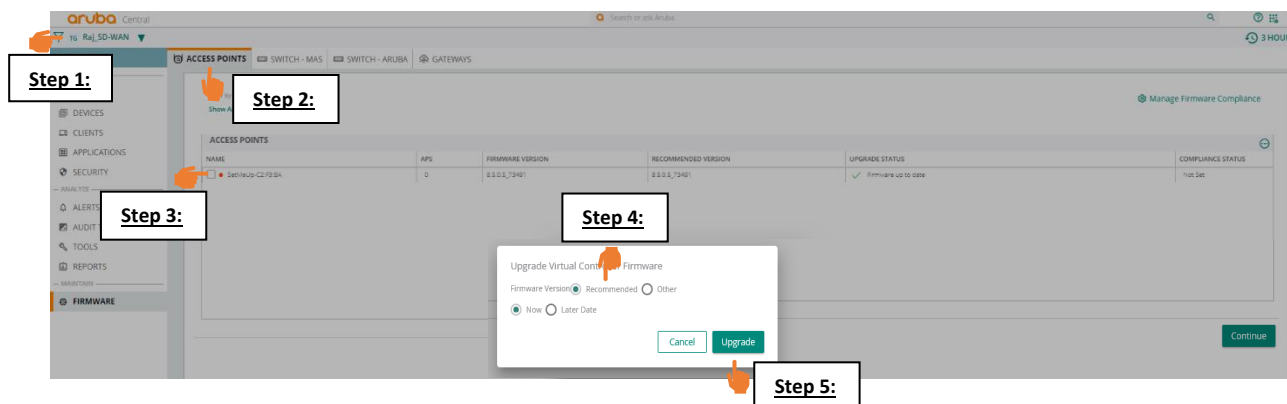 aruba Central
Search or ask Aruba
TG Raj_SD-WAN
3 HOU
ACCESS POINTS SWITCH - MAS SWITCH - ARUBA GATEWAYS
Step 1:
Step 2:
Show A
Manage Firmware Compliance
DEVICES
CLIENTS
APPLICATIONS
SECURITY
ANALYZE
ALERTS
AUDIT T
TOOLS
REPORTS
MAINTAIN
FIRMWARE
ACCESS POINTS
NAME APS FIRMWARE VERSION RECOMMENDED VERSION UPGRADE STATUS COMPLIANCE STATUS
SetMeUp-C2:F3:BA 0 8.5.0.5_73491 8.5.0.5_73491 Firmware up to date Not Set
Step 3:
Step 4:
Upgrade Virtual Cont Firmware
Firmware Version Recommended Other
Now Later Date
Cancel Upgrade
Continue
Step 5: